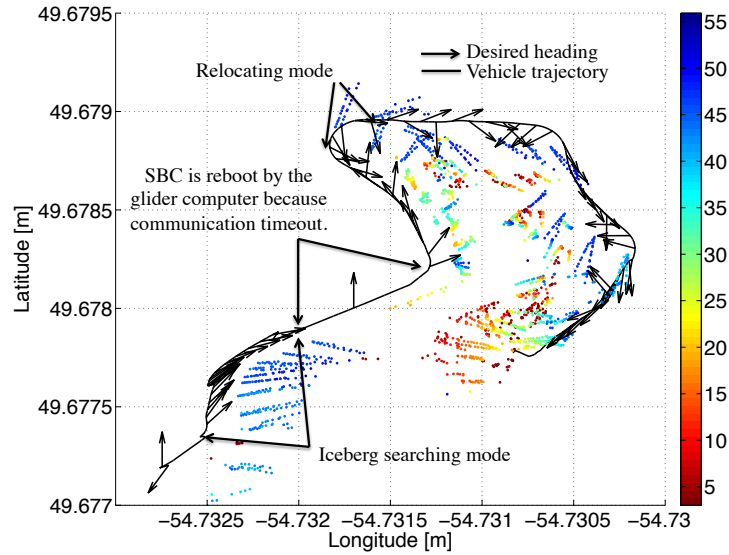 49.6795
49.679
49.6785
49.678
49.6775
49.677
Latitude [m]
Relocating mode
Desired heading
Vehicle trajectory
SBC is reboot by the
glider computer because
communication timeout.
Iceberg searching mode
−54.7325 −54.732 −54.7315 −54.731 −54.7305 −54.73
Longitude [m]
55
50
45
40
35
30
25
20
15
10
5